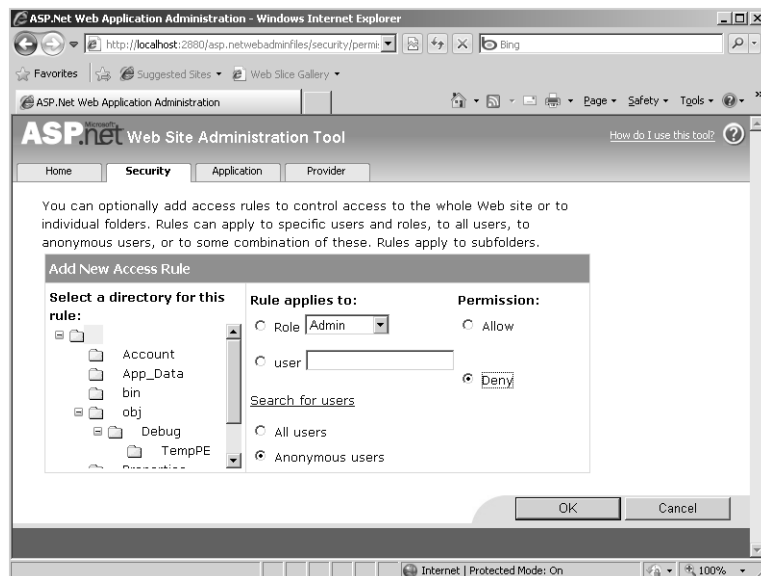 ASP.Net Web Application Administration - Windows Internet Explorer
http://localhost:2880/asp.netwebadminfiles/security/permi
Bing
Favorites Suggested Sites Web Slice Gallery
ASP.Net Web Application Administration
Page Safety Tools »
Microsoft
ASP.net Web Site Administration Tool How do I use this tool? ?
Home Security Application Provider
You can optionally add access rules to control access to the whole Web site or to
individual folders. Rules can apply to specific users and roles, to all users, to
anonymous users, or to some combination of these. Rules apply to subfolders.
Add New Access Rule
Select a directory for this
rule:
Account
App_Data
bin
obj
Debug
TempPE
Properties
Rule applies to:
Role Admin
user
Search for users
All users
Anonymous users
Permission:
Allow
Deny
OK Cancel
Internet | Protected Mode: On 100%